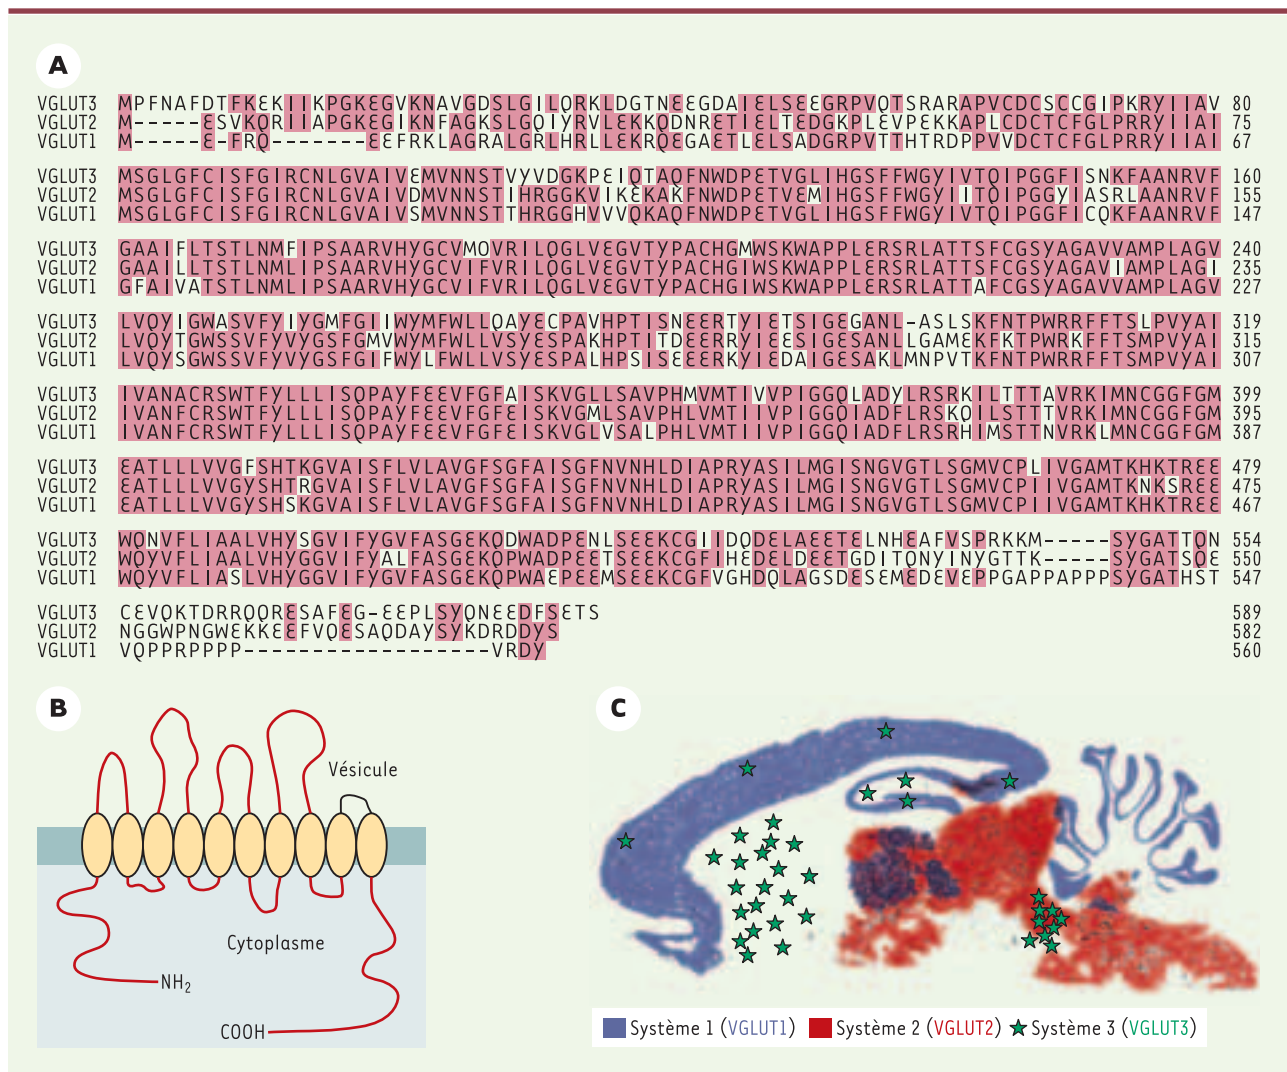 A
VGLUT3 MPFNAFDTFKEKIIKPGKEGVKNAVGDSLGILQRKLDGTNEEGDAIELSEEGRPVQTSRARAPVCDCSCCGIPKRYIIAV 80
VGLUT2 M-----ESVKQRIIAPGKEGIKNFAGKSLGQIYRVLEKKQDNRETIELTEDGKPLEVPEKKAPLCDCTCFGLPRRYIIAI 75
VGLUT1 M-----E-FRQ-------EEFRKLAGRALGRLHRLLEKRQEGAETLELSADGRPVTTHTRDPPVVDCTCFGLPRRYIIAI 67
VGLUT3 MSGLGFCISFGIRCNLGVAIVEMVNNSTVYVDGKPEIQTAQFNWDPETVGLIHGSFFWGYIVTQIPGGFISNKFAANRVF 160
VGLUT2 MSGLGFCISFGIRCNLGVAIVDMVNNSTIHRGGKVIKEKAKFNWDPETVGMIHGSFFWGYIITQIPGGYIASRLAANRVF 155
VGLUT1 MSGLGFCISFGIRCNLGVAIVSMVNNSTTHRGGHVVVQKAQFNWDPETVGLIHGSFFWGYIVTQIPGGFICQKFAANRVF 147
VGLUT3 GAAIFLTSTLNMFIPSAARVHYGCVMQVRILQGLVEGVTYPACHGMWSKWAPPLERSRLATTSFCGSYAGAVVAMPLAGV 240
VGLUT2 GAAILLTSTLNMLIPSAARVHYGCVIFVRILQGLVEGVTYPACHGIWSKWAPPLERSRLATTSFCGSYAGAVIAMPLAGI 235
VGLUT1 GFAIVATSTLNMLIPSAARVHYGCVIFVRILQGLVEGVTYPACHGIWSKWAPPLERSRLATTAFCGSYAGAVVAMPLAGV 227
VGLUT3 LVQYIGWASVFYIYGMFGIIWYMFWLLQAYECPAVHPTISNEERTYIETSIGEGANL-ASLSKFNTPWRRFFTSLPVYAI 319
VGLUT2 LVQYTGWSSVFYVYGSFGMVWYMFWLLVSYESPAKHPTITDEERRYIEESIGESANLLGAMEKFKTPWRKFFTSMPVYAI 315
VGLUT1 LVQYSGWSSVFYVYGSFGIFWYLFWLLVSYESPALHPSISEEERKYIEDAIGESAKLMNPVTKFNTPWRRFFTSMPVYAI 307
VGLUT3 IVANACRSWTFYLLLISQPAYFEEVFGFAISKVGLLSAVPHMVMTIVVPIGGQLADYLRSRKILTTTAVRKIMNCGGFGM 399
VGLUT2 IVANFCRSWTFYLLLISQPAYFEEVFGFEISKVGMLSAVPHLVMTIIVPIGGQIADFLRSKQILSTTTVRKIMNCGGFGM 395
VGLUT1 IVANFCRSWTFYLLLISQPAYFEEVFGFEISKVGLVSALPHLVMTIIVPIGGQIADFLRSRHIMSTTNVRKLMNCGGFGM 387
VGLUT3 EATLLLVVGFSHTKGVAISFLVLAVGFSGFAISGFNVNHLDIAPRYASILMGISNGVGTLSGMVCPLIVGAMTKHKTREE 479
VGLUT2 EATLLLVVGYSHTRGVAISFLVLAVGFSGFAISGFNVNHLDIAPRYASILMGISNGVGTLSGMVCPIIVGAMTKNKSREE 475
VGLUT1 EATLLLVVGYSHSKGVAISFLVLAVGFSGFAISGFNVNHLDIAPRYASILMGISNGVGTLSGMVCPIIVGAMTKHKTREE 467
VGLUT3 WQNVFLIAALVHYSGVIFYGVFASGEKQDWADPENLSEEKCGIIDQDELAEETELNHEAFVSPRKKM-----SYGATTQN 554
VGLUT2 WQYVFLIAALVHYGGVIFYALFASGEKQPWADPEETSEEKCGFIHEDELDEETGDITQNYINYGTTK-----SYGATSQE 550
VGLUT1 WQYVFLIASLVHYGGVIFYGVFASGEKQPWAEPEEMSEEKCGFVGHDQLAGSDESEMEDEVEPPGAPPAPPPSYGATHST 547
VGLUT3 CEVQKTDRRQQRESAFEG-EEPLSYQNEEDFSETS 589
VGLUT2 NGGWPNGWEKKEEFVQESAQDAYSYKDRDDYS 582
VGLUT1 VQPPRPPPP------------------VRDY 560
B
Vésicule
Cytoplasme
NH2
COOH
C
Système 1 (VGLUT1) Système 2 (VGLUT2) Système 3 (VGLUT3)